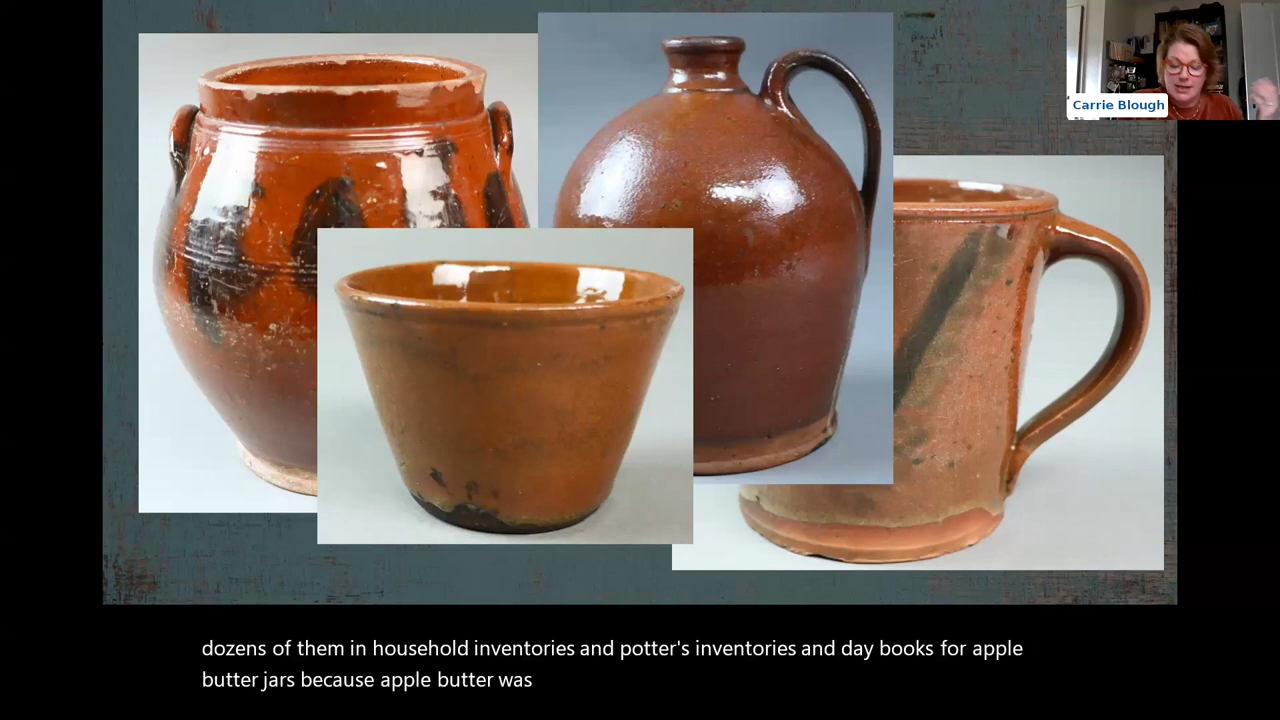 Carrie Blough
dozens of them in household inventories and potter's inventories and day books for apple
butter jars because apple butter was